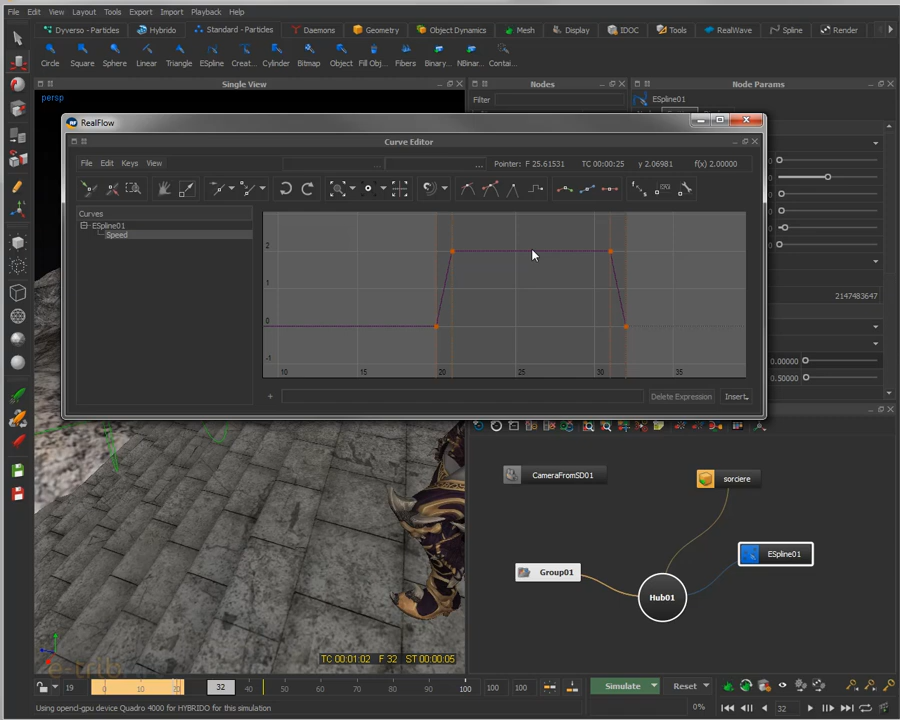 File Edit View Layout Tools Export Import Playback Help
Dyverso - Particles Hybrido Standard - Particles Daemons Geometry Object Dynamics Mesh Display IDOC Tools RealWave Spline Render
Circle Square Sphere Linear Triangle ESpline Creat... Cylinder Bitmap Object Fill Obj... Fibers Binary... NBinar... Contai...
Single View Nodes Node Params
persp
Filter
ESpline01
RealFlow
Curve Editor
File Edit Keys View ... ... Pointer: F 25.61531 TC 00:00:25 y 2.06981 f(x) 2.00000
Curves
ESpline01
Speed
2
1
0
-1
10 20 25 30 35
2147483647
0.00000
0.50000
+ Delete Expression Insert
CameraFromSD01
sorciere
ESpline01
Group01
Hub01
e-trib
TC 00:01:02 F 32 ST 00:00:05
19 0 10 20 32 40 50 60 70 80 90 100 100 100 Simulate Reset
Using opencl-gpu device Quadro 4000 for HYBRIDO for this simulation 0% 32